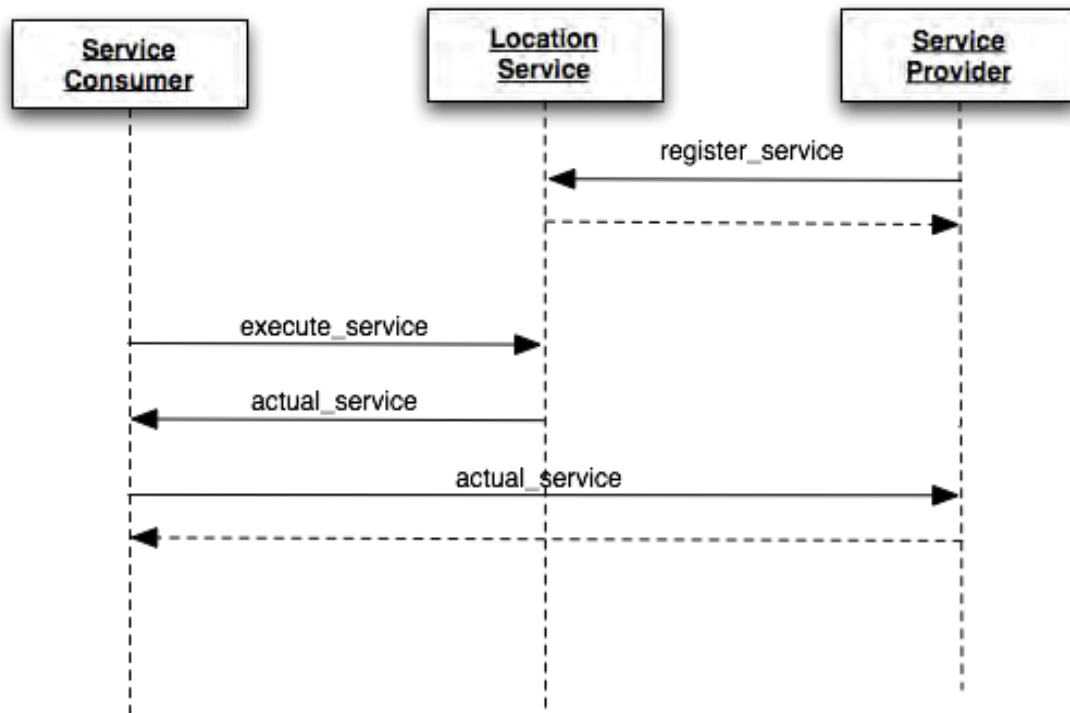 Service
Consumer
Location
Service
Service
Provider
register_service
execute_service
actual_service
actual_service